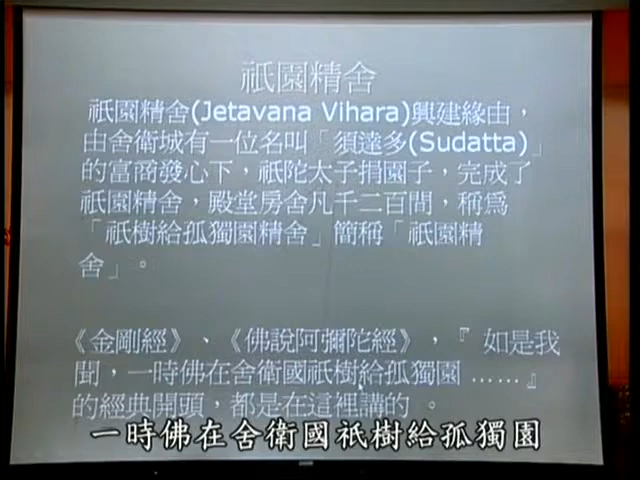 祇園精舍
祇園精舍(Jetavana Vihara)興建緣由，
由舍衛城有一位名叫「須達多(Sudatta)」
的富商發心下，祇陀太子捐園子，完成了
祇園精舍，殿堂房舍凡千二百間，稱為
「祇樹給孤獨園精舍」簡稱「祇園精
舍」。
《金剛經》、《佛說阿彌陀經》，『 如是我
聞，一時佛在舍衛國祇樹給孤獨園 ……』
的經典開頭，都是在這裡講的 。
一時佛在舍衛國祇樹給孤獨園